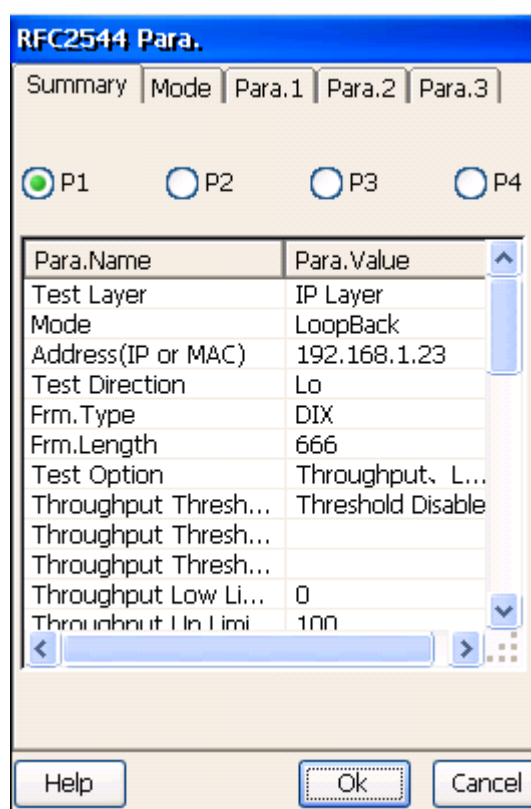 RFC2544 Para.
Summary Mode Para.1 Para.2 Para.3
P1 P2 P3 P4
Para.Name Para.Value
Test Layer IP Layer
Mode LoopBack
Address(IP or MAC) 192.168.1.23
Test Direction Lo
Frm.Type DIX
Frm.Length 666
Test Option Throughput、L...
Throughput Thresh... Threshold Disable
Throughput Thresh...
Throughput Thresh...
Throughput Low Li... 0
Throughput Up Limi 100
Help Ok Cancel